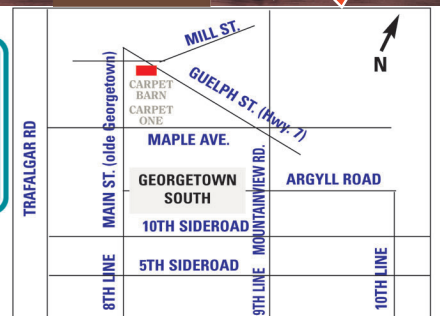 MILL ST.
N
GUELPH ST. (Hwy. 7)
CARPET
BARN
CARPET
ONE
TRAFALGAR RD
MAIN ST. (olde Georgetown)
MAPLE AVE.
MOUNTAINVIEW RD.
GEORGETOWN
SOUTH
ARGYLL ROAD
10TH SIDEROAD
5TH SIDEROAD
8TH LINE
9TH LINE
10TH LINE